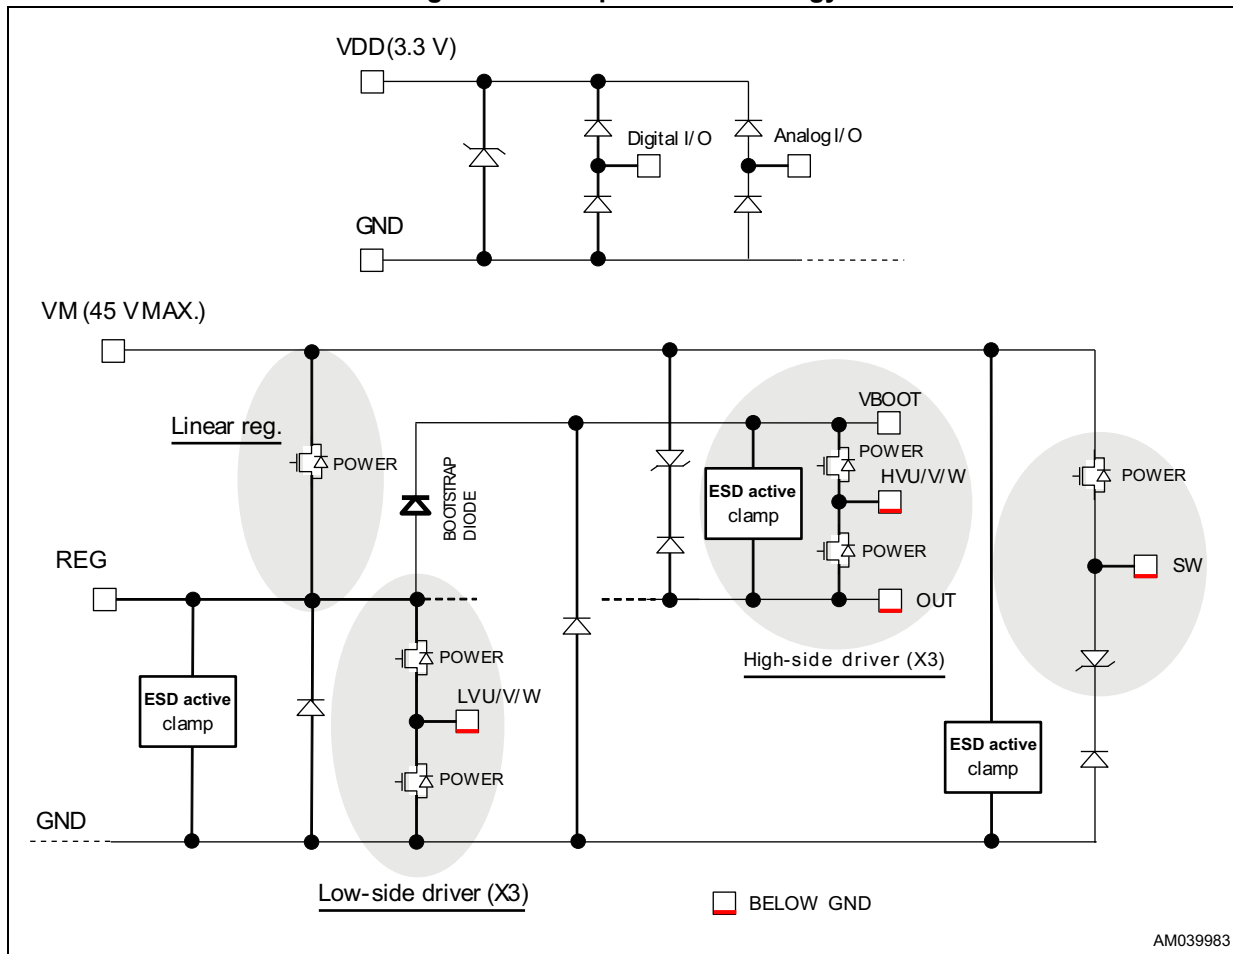 VDD(3.3 V)
Digital I/O
Analog I/O
GND
VM (45 V MAX.)
Linear reg.
POWER
BOOTSTRAP
DIODE
VBOOT
POWER
ESD active
clamp
HVU/V/W
POWER
POWER
SW
REG
OUT
High-side driver (X3)
POWER
ESD active
clamp
LVU/V/W
POWER
ESD active
clamp
GND
Low-side driver (X3)
BELOW GND
AM039983